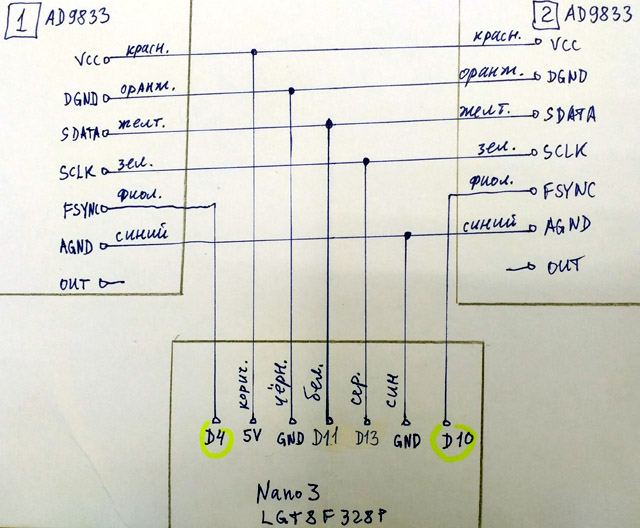 1 AD9833
2 AD9833
VCC красн. красн. VCC
DGND оранж. оранж. DGND
SDATA желт. желт. SDATA
SCLK зел. зел. SCLK
FSYNC фиол. фиол. FSYNC
AGND синий синий AGND
OUT OUT
корич. чёрн. бел. сер. син
D4 5V GND D11 D13 GND D10
Nano3
LGT8F328P